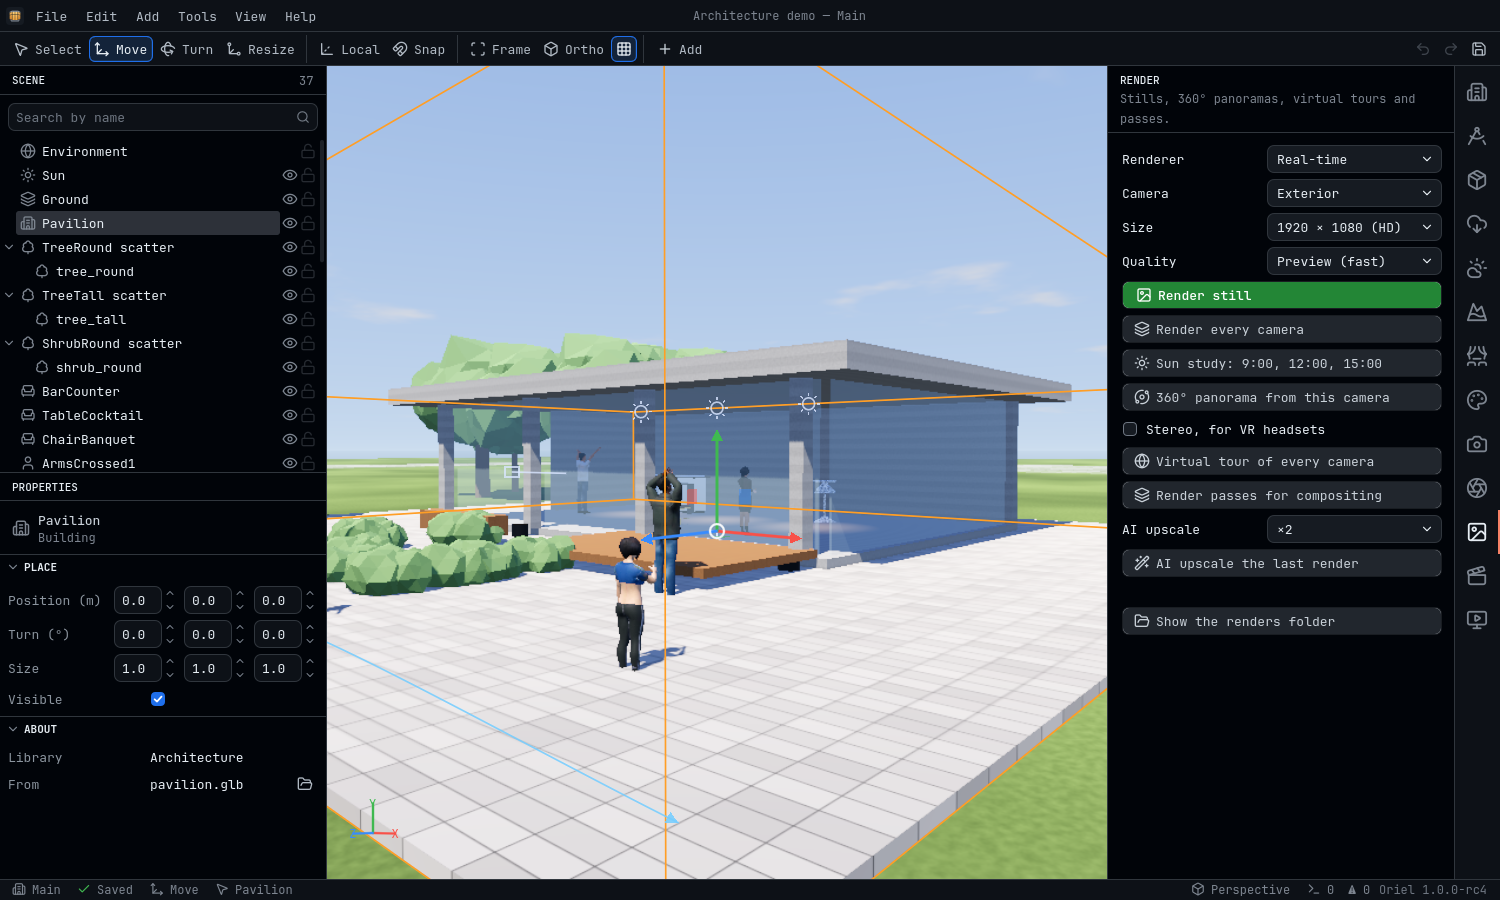 File Edit Add Tools View Help
Architecture demo — Main
Select Move Turn Resize Local Snap Frame Ortho Add
SCENE 37
Search by name
Environment
Sun
Ground
Pavilion
TreeRound scatter
tree_round
TreeTall scatter
tree_tall
ShrubRound scatter
shrub_round
BarCounter
TableCocktail
ChairBanquet
ArmsCrossed1
PROPERTIES
Pavilion
Building
PLACE
Position (m) 0.0 0.0 0.0
Turn (°) 0.0 0.0 0.0
Size 1.0 1.0 1.0
Visible
ABOUT
Library Architecture
From pavilion.glb
Y
X
RENDER
Stills, 360° panoramas, virtual tours and
passes.
Renderer Real-time
Camera Exterior
Size 1920 × 1080 (HD)
Quality Preview (fast)
Render still
Render every camera
Sun study: 9:00, 12:00, 15:00
360° panorama from this camera
Stereo, for VR headsets
Virtual tour of every camera
Render passes for compositing
AI upscale ×2
AI upscale the last render
Show the renders folder
Main Saved Move Pavilion
Perspective 0 0 Oriel 1.0.0-rc4